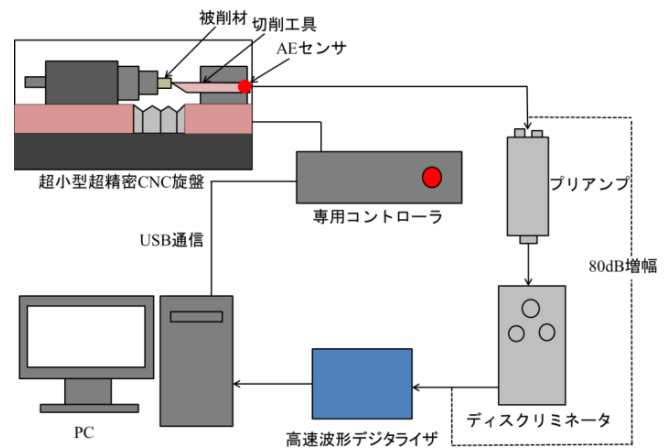 被削材
切削工具
AEセンサ
超小型超精密CNC旋盤
専用コントローラ
プリアンプ
USB通信
80dB増幅
PC
高速波形デジタライザ
ディスクリミネータ